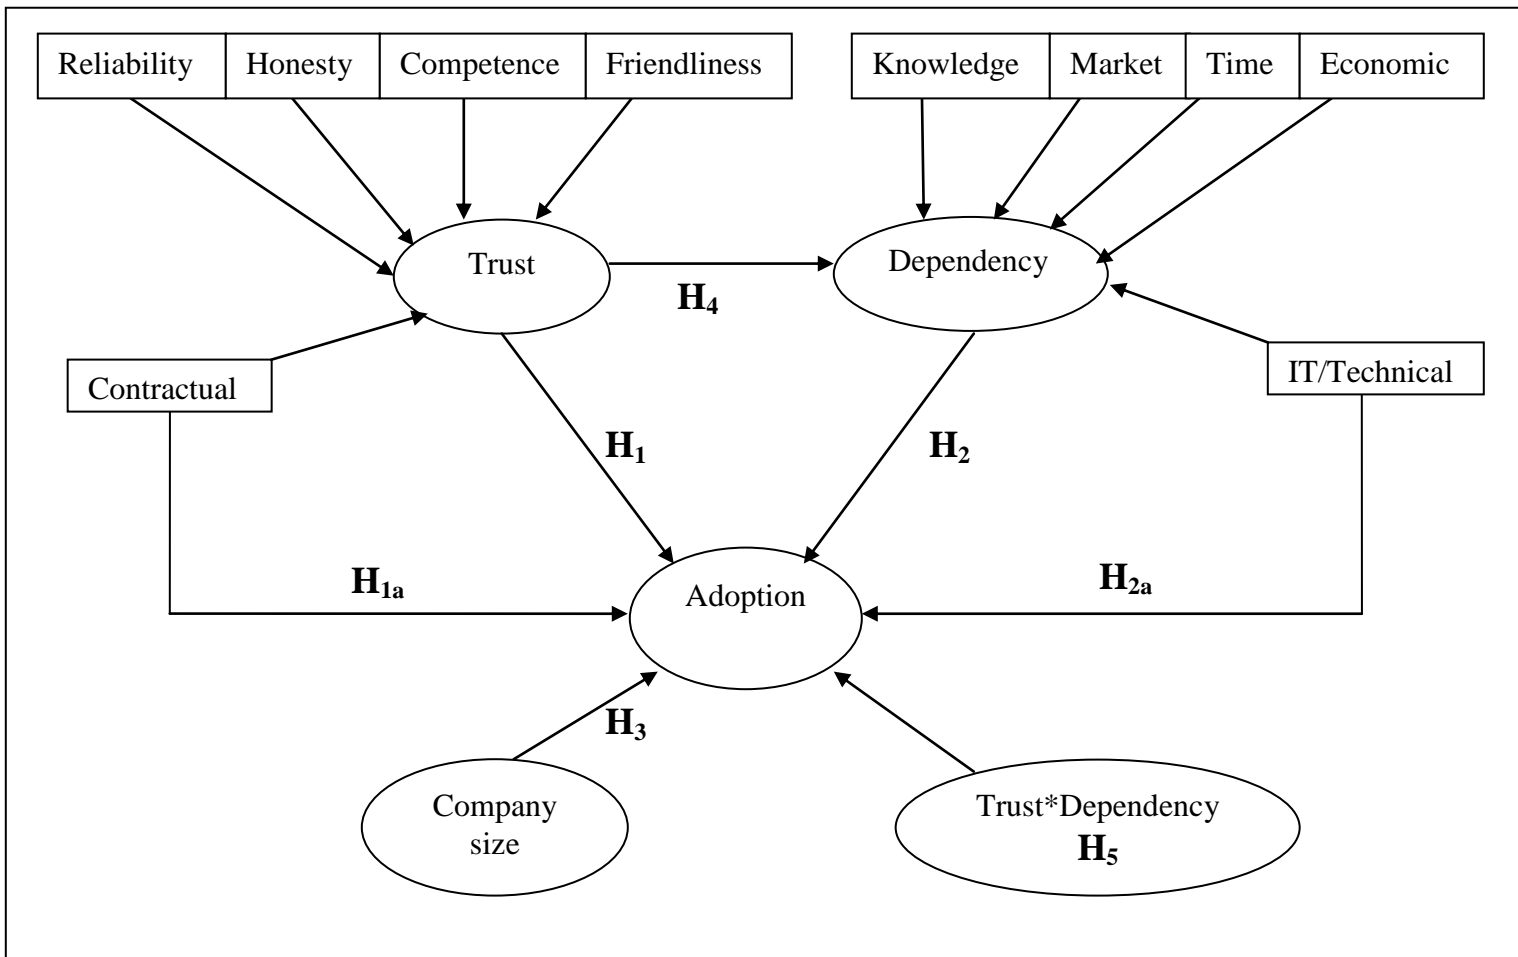 Reliability Honesty Competence Friendliness Knowledge Market Time Economic
Trust Dependency
H4
Contractual IT/Technical
H1 H2
H1a H2a
Adoption
H3
Company
size
Trust*Dependency
H5